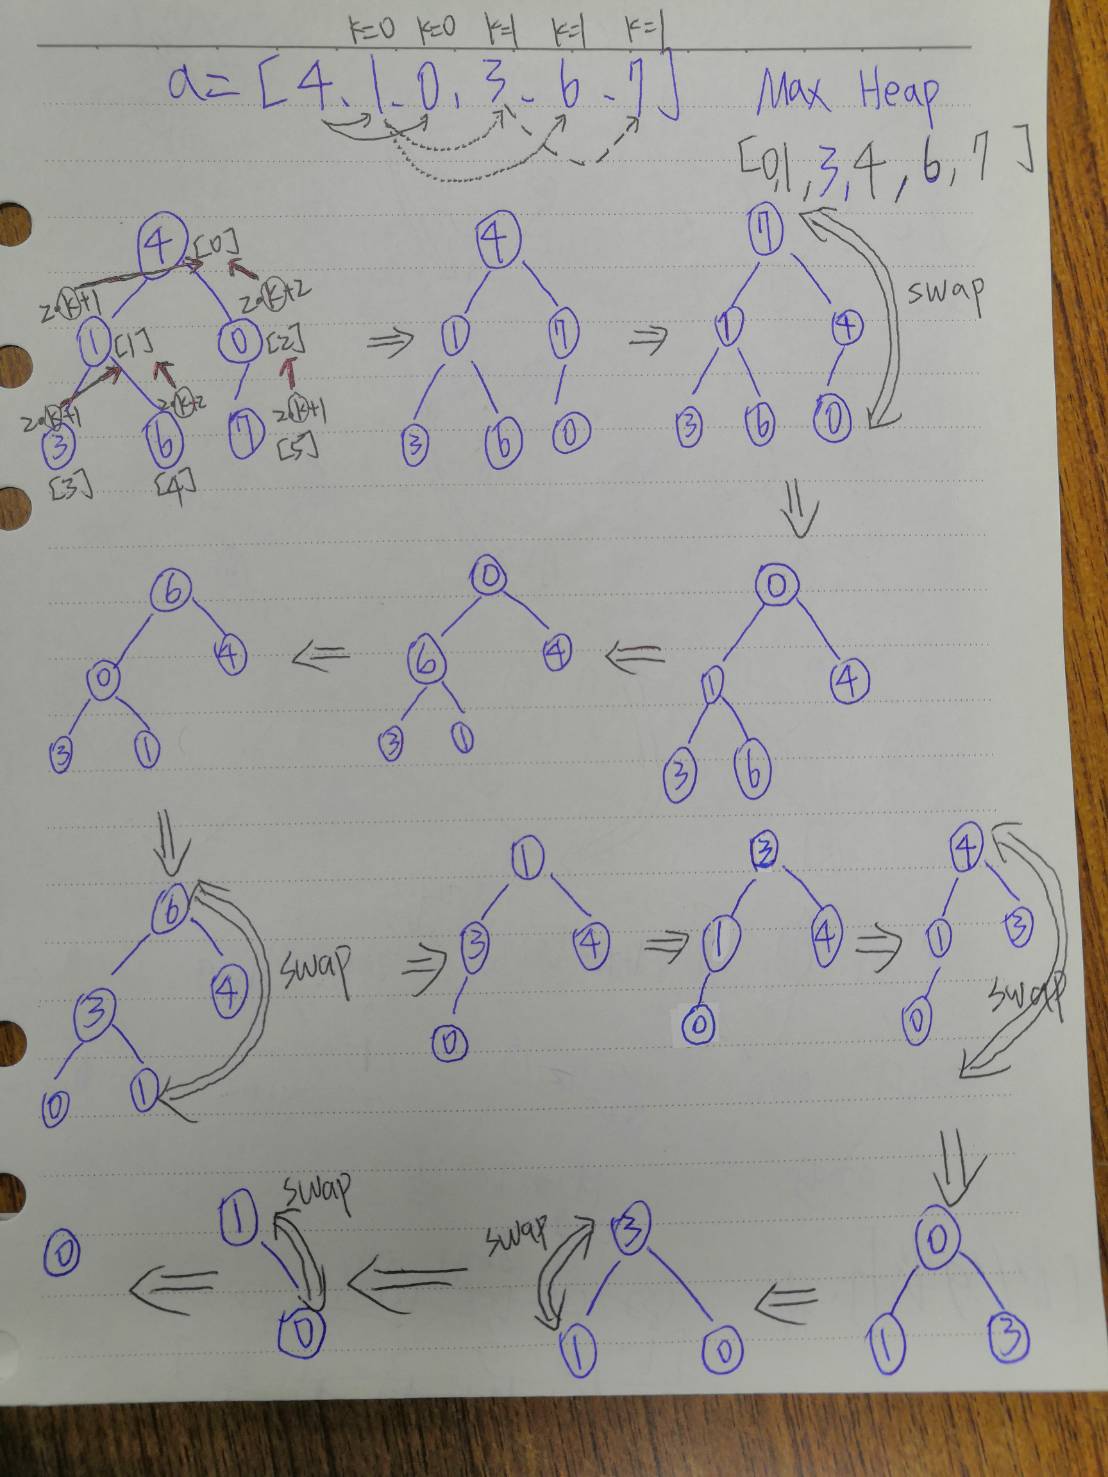 k=0 k=0 k=1 k=1 k=1
a=[4, 1, 0, 3, 6, 7] Max Heap
[0,1,3,4,6,7]
4 [0] 4 7
2·k+1 2·k+2 swap
1 [1] 0 [2] ⇒ 1 7 ⇒ 1 4
2·k+1 2·k+2 2·k+1
3 6 7 [5] 3 6 0 3 6 0
[3] [4]
6 0 0
0 4 ⇐ 6 4 ⇐ 1 4
3 1 3 1 3 6
6 1 3 4
3 4 swap ⇒ 3 4 ⇒ 1 4 ⇒ 1 3
0 1 0 0 0 swap
0 1 swap swap 3 0
⇐ 0 ⇐ 1 0 ⇐ 1 3